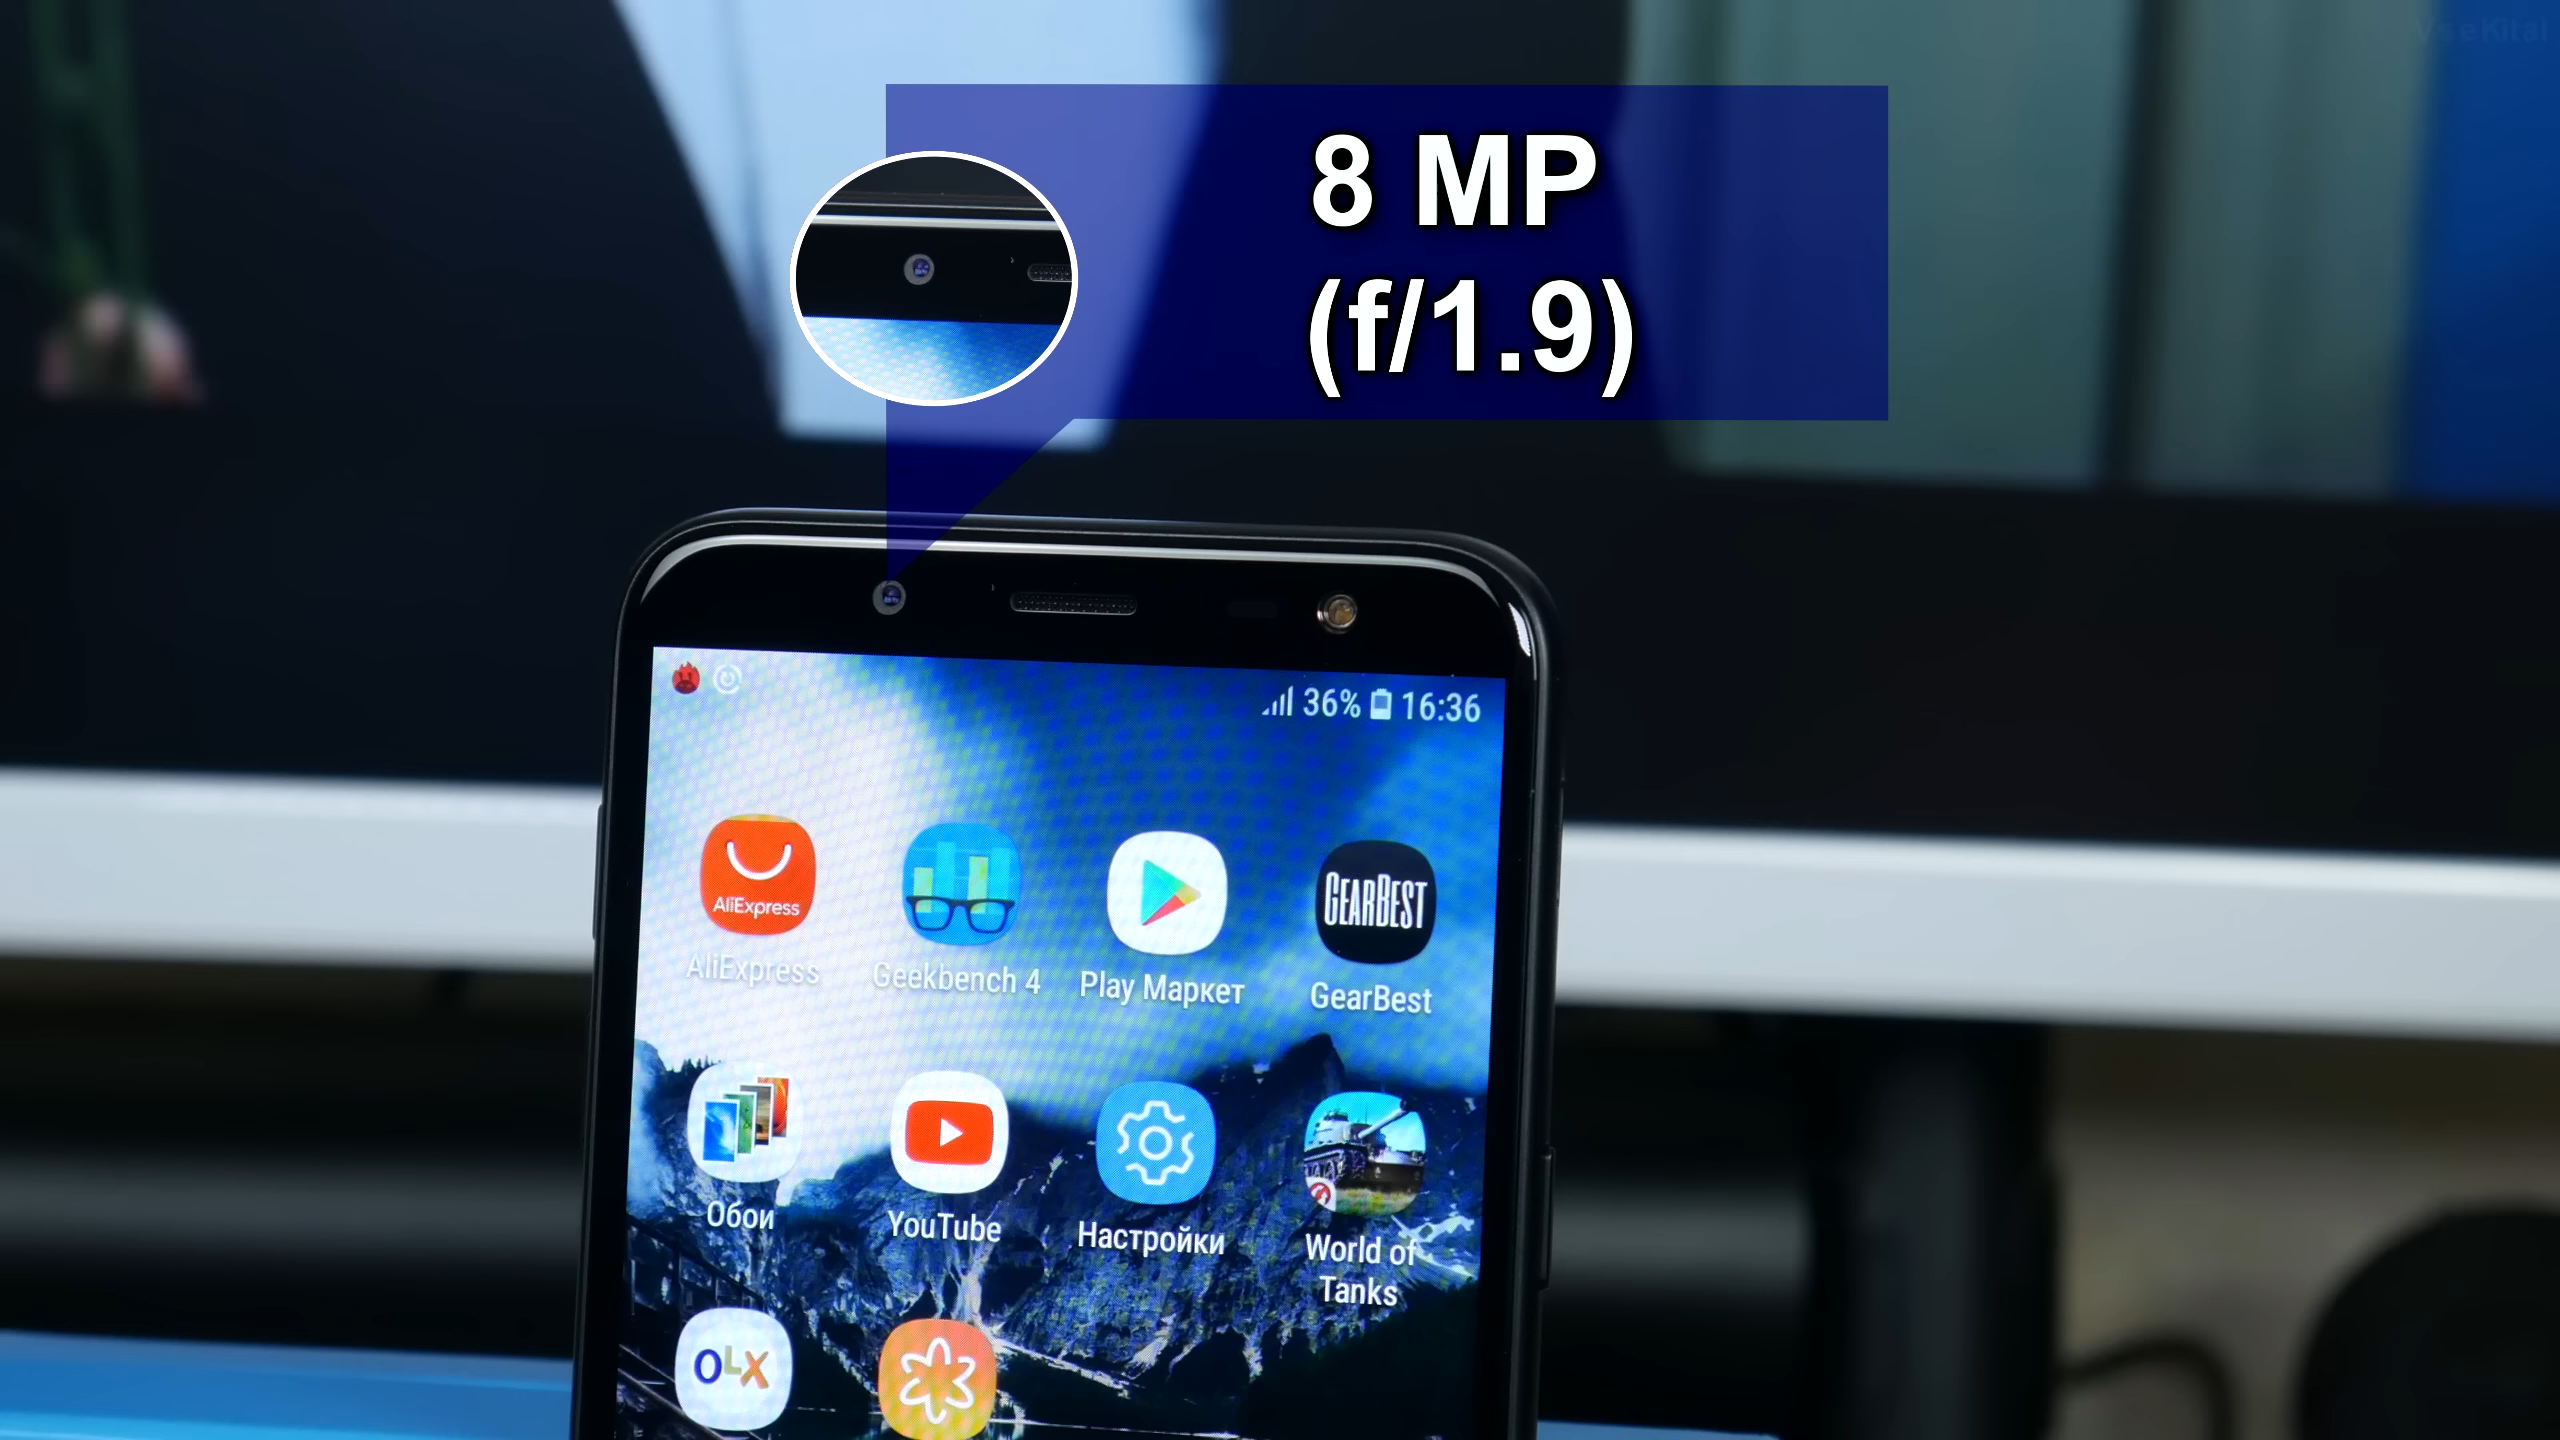 VseKitai
8 MP
(f/1.9)
36% 16:36
AliExpress
GEARBEST
AliExpress Geekbench 4 Play Маркет GearBest
Обои YouTube Настройки World of
Tanks
OLX